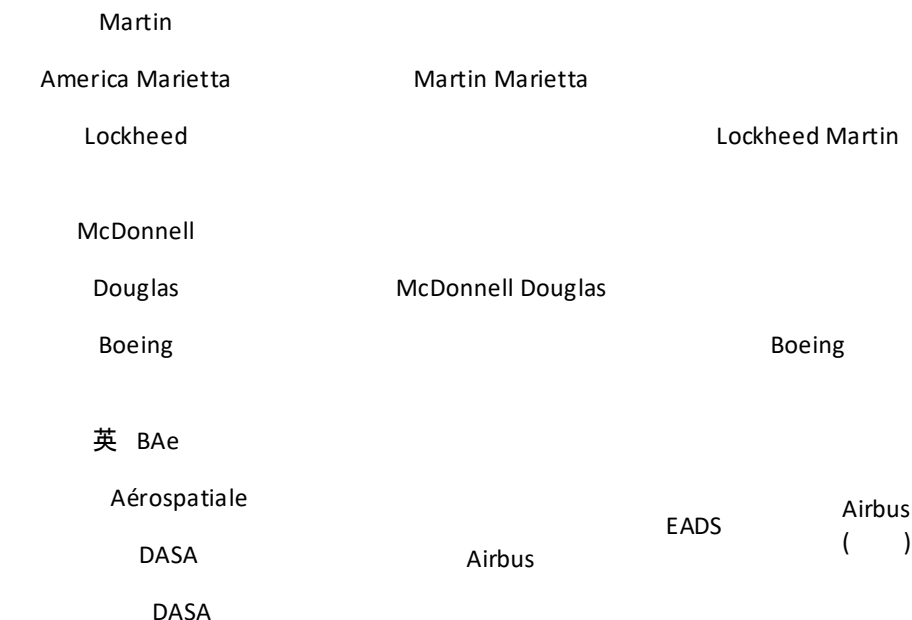 Martin
America Marietta Martin Marietta
Lockheed Lockheed Martin
McDonnell
Douglas McDonnell Douglas
Boeing Boeing
英 BAe
Aérospatiale
EADS
Airbus
( )
DASA
Airbus
DASA